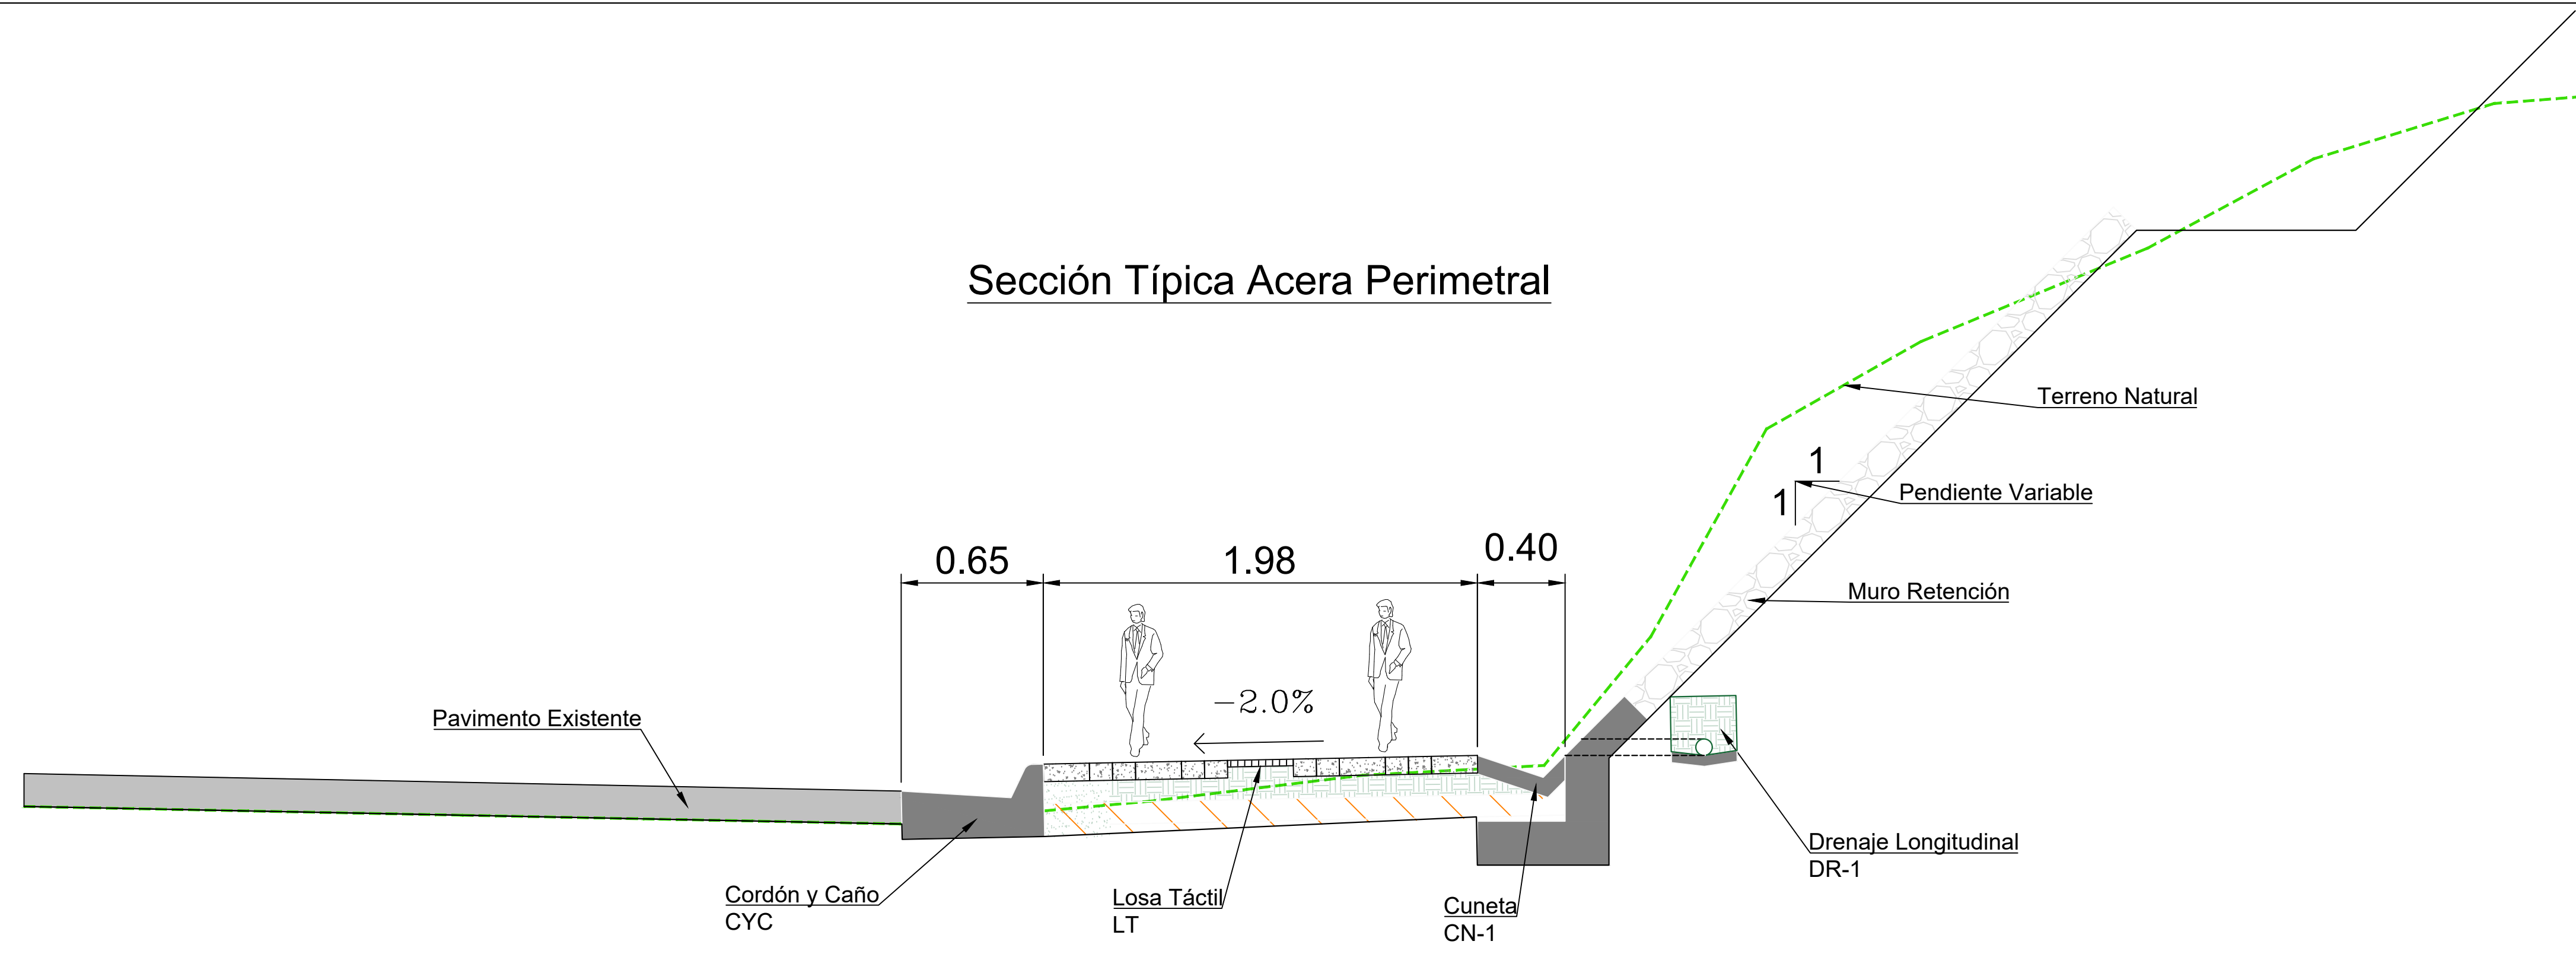 Sección Típica Acera Perimetral
Terreno Natural
1
1
Pendiente Variable
0.65
1.98
0.40
Muro Retención
-2.0%
Pavimento Existente
Drenaje Longitudinal
DR-1
Cordón y Caño
CYC
Losa Táctil
LT
Cuneta
CN-1